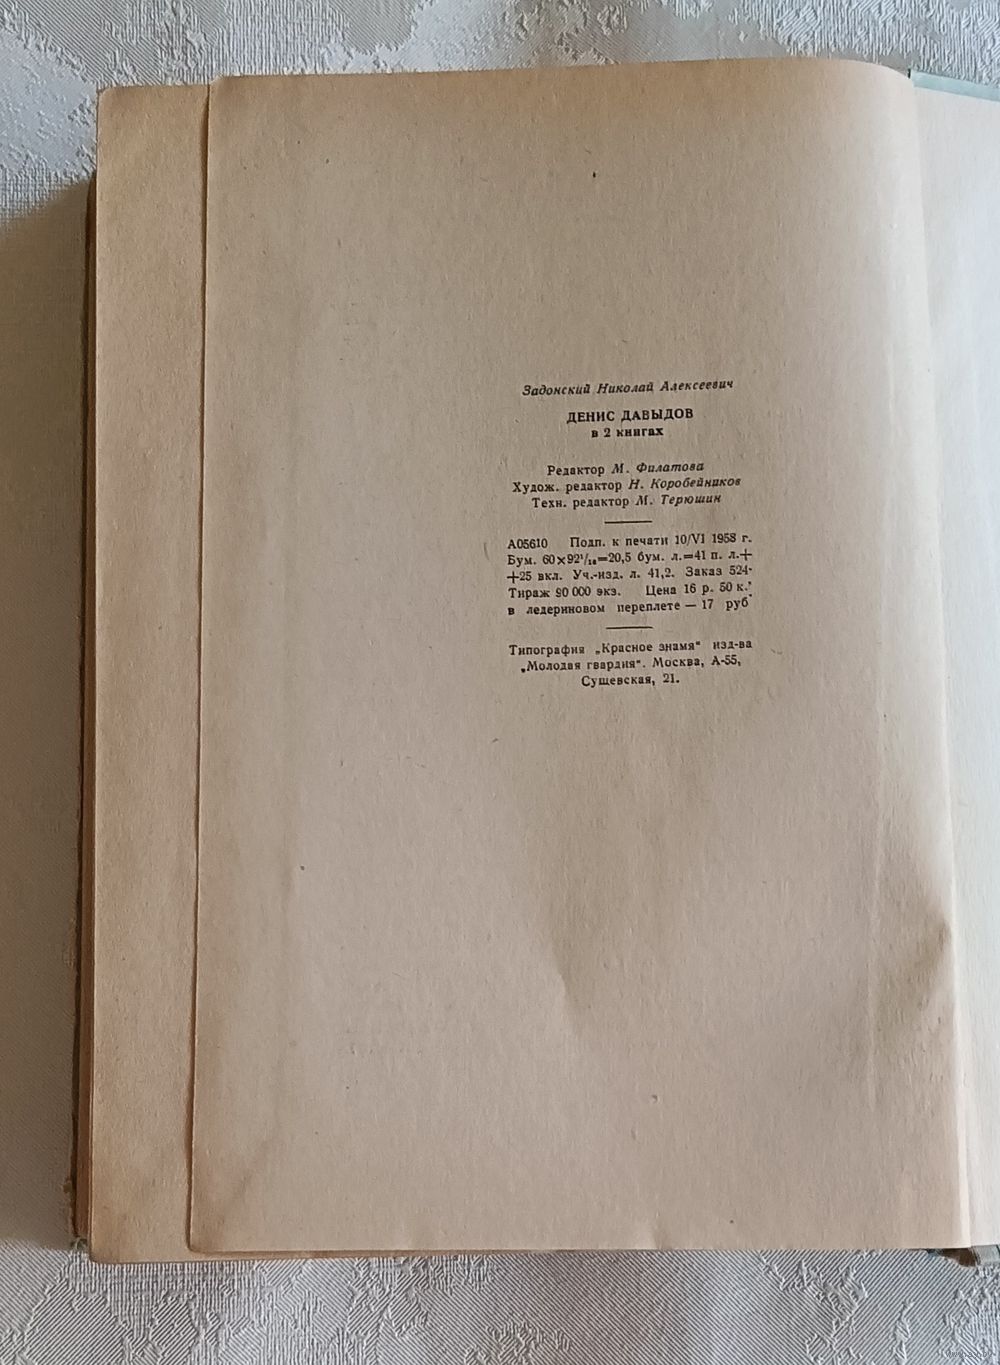 Задонский Николай Алексеевич
ДЕНИС ДАВЫДОВ
в 2 книгах
Редактор М. Филатова
Худож. редактор Н. Коробейников
Техн. редактор М. Терюшин
А05610 Подп. к печати 10/VI 1958 г.
Бум. 60×92¹/₁₆=20,5 бум. л.=41 п. л.+
+25 вкл. Уч.-изд. л. 41,2. Заказ 524.
Тираж 90 000 экз. Цена 16 р. 50 к.
в ледериновом переплете — 17 руб.
Типография „Красное знамя" изд-ва
„Молодая гвардия". Москва, А-55,
Сущевская, 21.